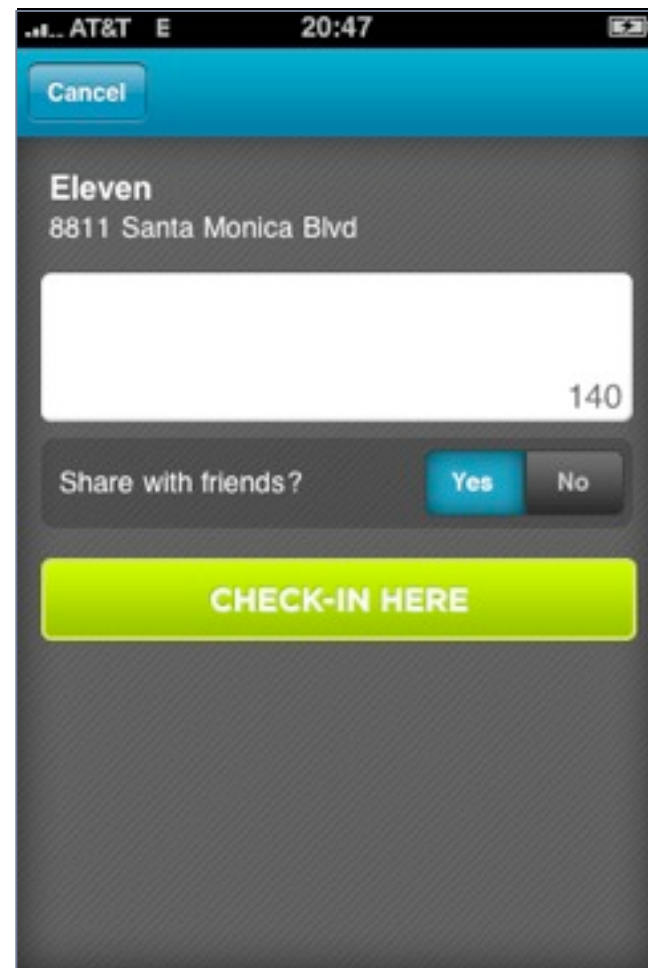 AT&T E 20:47
Cancel
Eleven
8811 Santa Monica Blvd
140
Share with friends? Yes No
CHECK-IN HERE